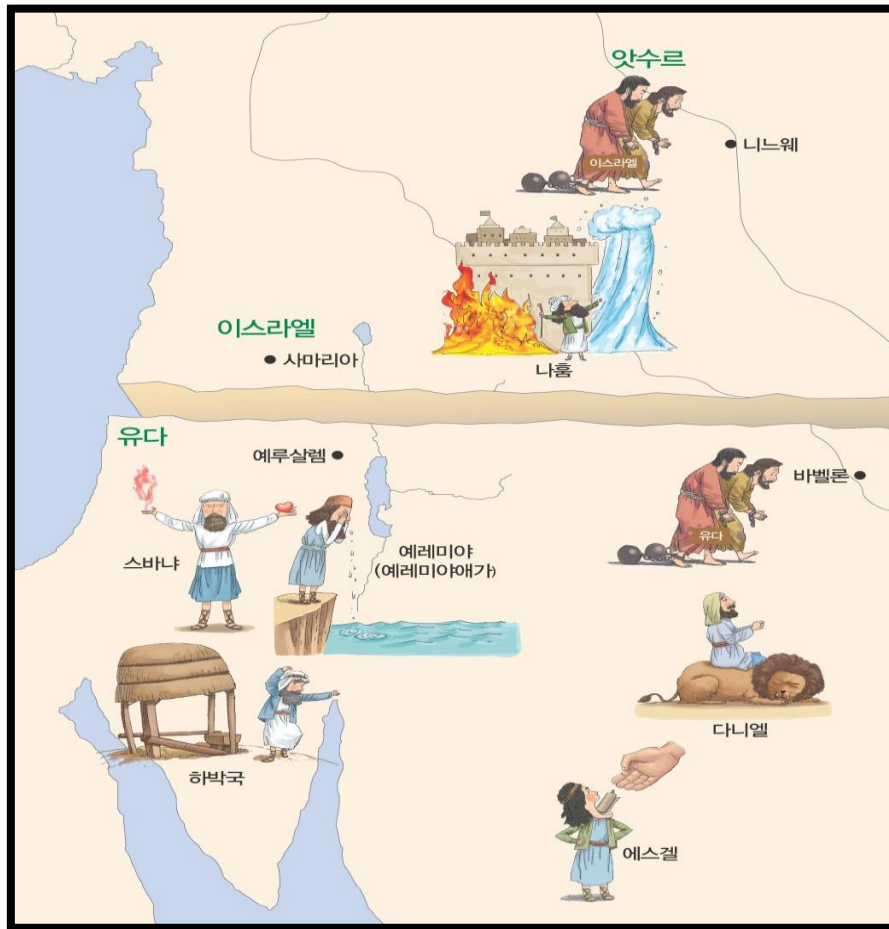 앗수르
니느웨
이스라엘
이스라엘
사마리아
나훔
유다
예루살렘
바벨론
스바냐
예레미야
(예레미야애가)
유다
다니엘
하박국
에스겔